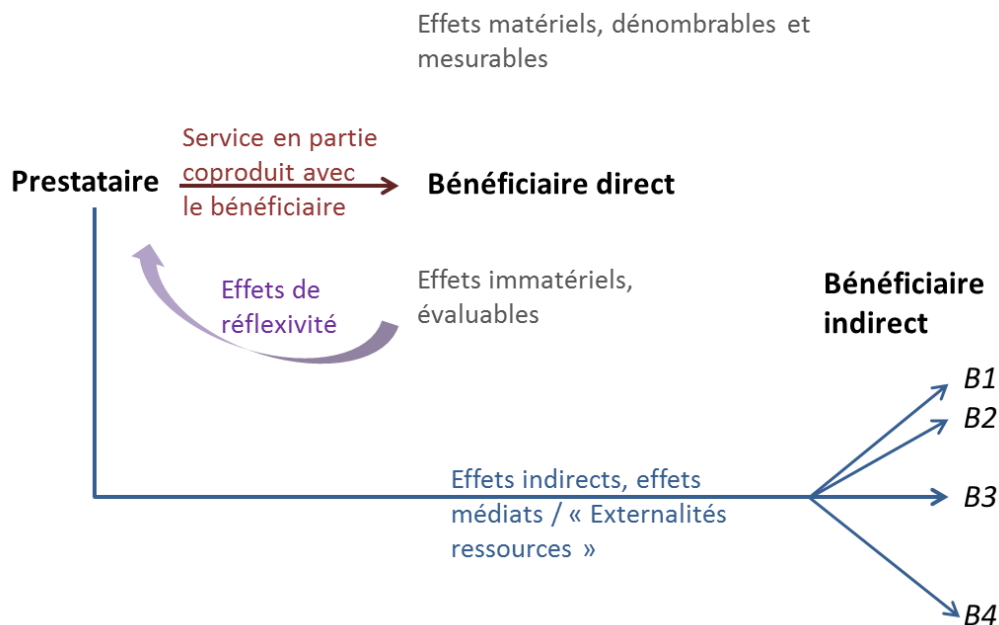 Effets matériels, dénombrables et
mesurables
Service en partie
coproduit avec
le bénéficiaire
Prestataire
Bénéficiaire direct
Effets de
réflexivité
Effets immatériels,
évaluables
Bénéficiaire
indirect
B1
B2
B3
B4
Effets indirects, effets
médiats / « Externalités
ressources »